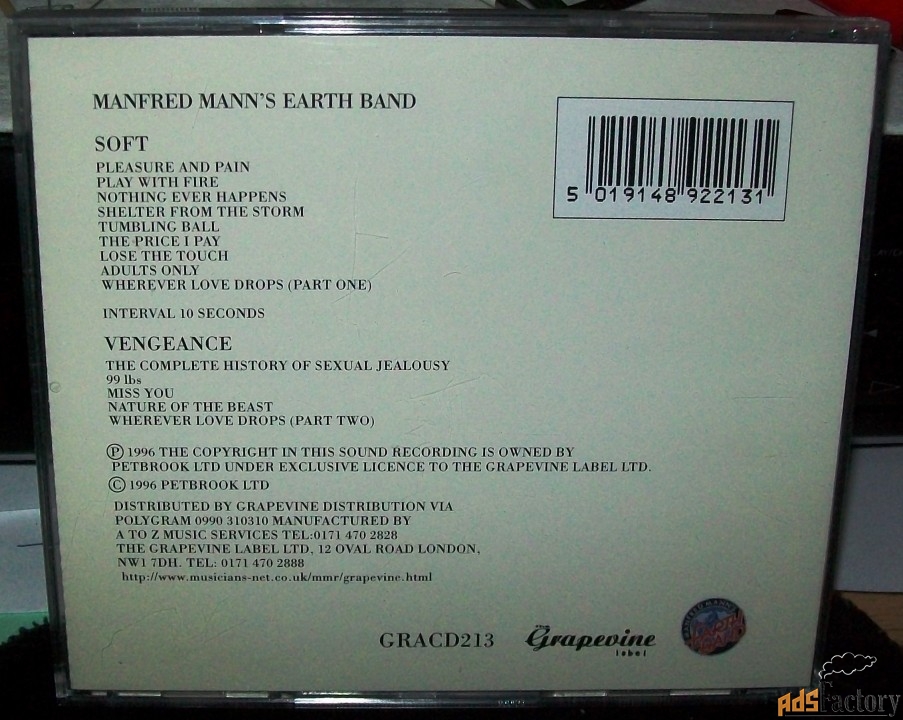 MANFRED MANN'S EARTH BAND
SOFT
PLEASURE AND PAIN
PLAY WITH FIRE
NOTHING EVER HAPPENS
SHELTER FROM THE STORM
TUMBLING BALL
THE PRICE I PAY
LOSE THE TOUCH
ADULTS ONLY
WHEREVER LOVE DROPS (PART ONE)
INTERVAL 10 SECONDS
VENGEANCE
THE COMPLETE HISTORY OF SEXUAL JEALOUSY
99 lbs
MISS YOU
NATURE OF THE BEAST
WHEREVER LOVE DROPS (PART TWO)
Ⓟ 1996 THE COPYRIGHT IN THIS SOUND RECORDING IS OWNED BY
PETBROOK LTD UNDER EXCLUSIVE LICENCE TO THE GRAPEVINE LABEL LTD.
© 1996 PETBROOK LTD
DISTRIBUTED BY GRAPEVINE DISTRIBUTION VIA
POLYGRAM 0990 310310 MANUFACTURED BY
A TO Z MUSIC SERVICES TEL:0171 470 2828
THE GRAPEVINE LABEL LTD, 12 OVAL ROAD LONDON,
NW1 7DH. TEL: 0171 470 2888
http://www.musicians-net.co.uk/mmr/grapevine.html
5 019148 922131
GRACD213
the Grapevine label
AdsFactory